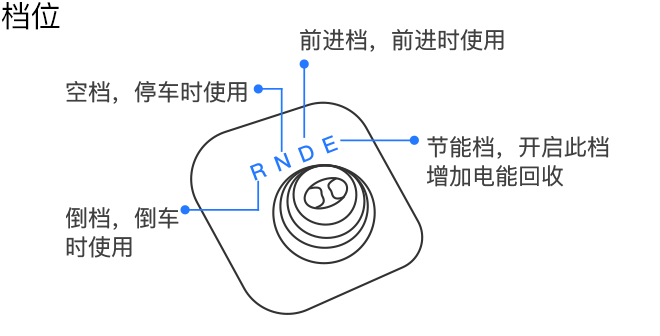 档位
前进档，前进时使用
空档，停车时使用
R N D E
节能档，开启此档
增加电能回收
倒档，倒车
时使用